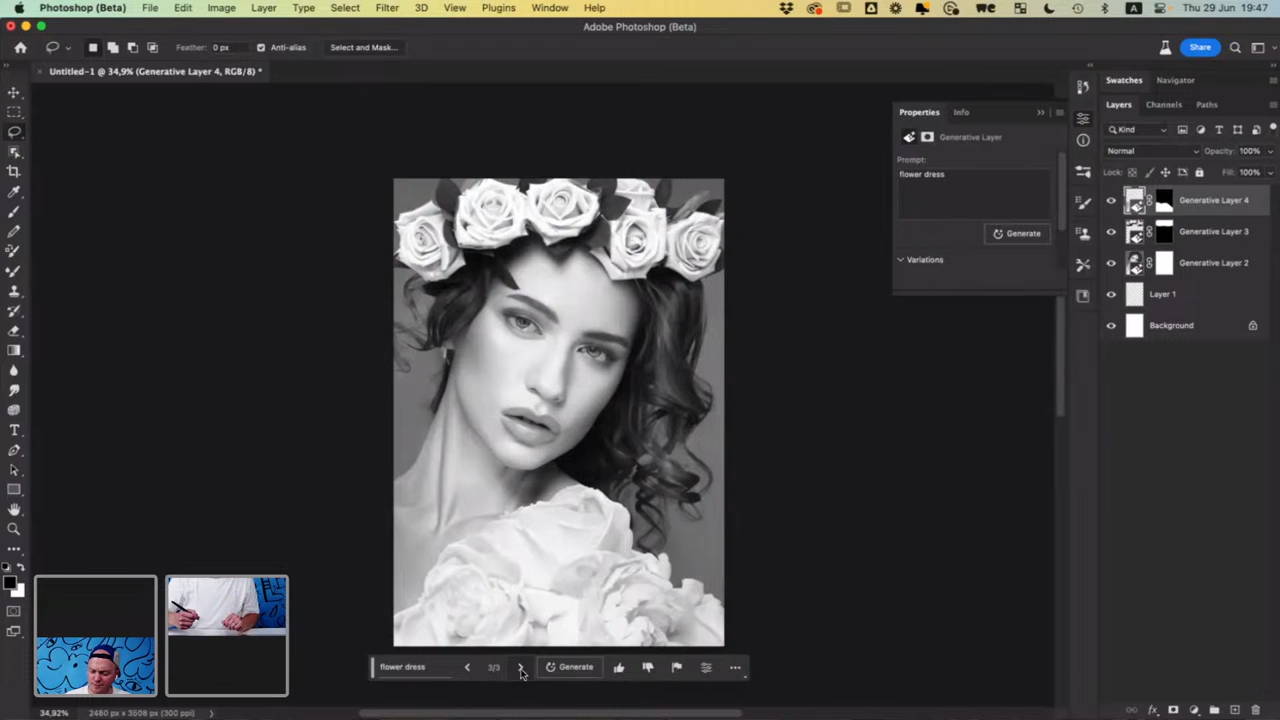 Photoshop (Beta) File Edit Image Layer Type Select Filter 3D View Plugins Window Help A Thu 29 Jun 19:47
Adobe Photoshop (Beta)
Feather: 0 px Anti-alias Select and Mask... Share
Untitled-1 @ 34,9% (Generative Layer 4, RGB/8) *
Swatches Navigator
Layers Channels Paths
Properties Info
Kind
Generative Layer
Normal Opacity: 100%
Prompt:
Lock: Fill: 100%
flower dress
Generative Layer 4
Generate
Generative Layer 3
Variations
Generative Layer 2
Layer 1
Background
flower dress 3/3 Generate
34,92% 2480 px x 3508 px (300 ppi)